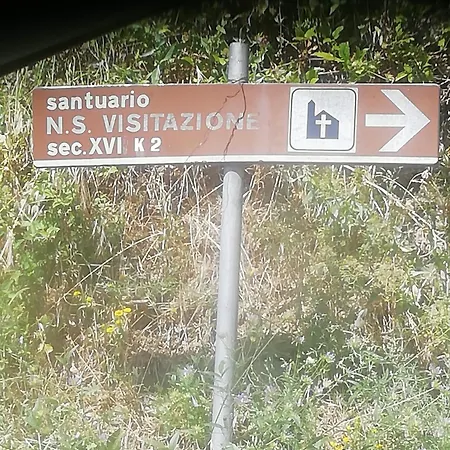 santuario
N.S. VISITAZIONE
sec.XVI K 2